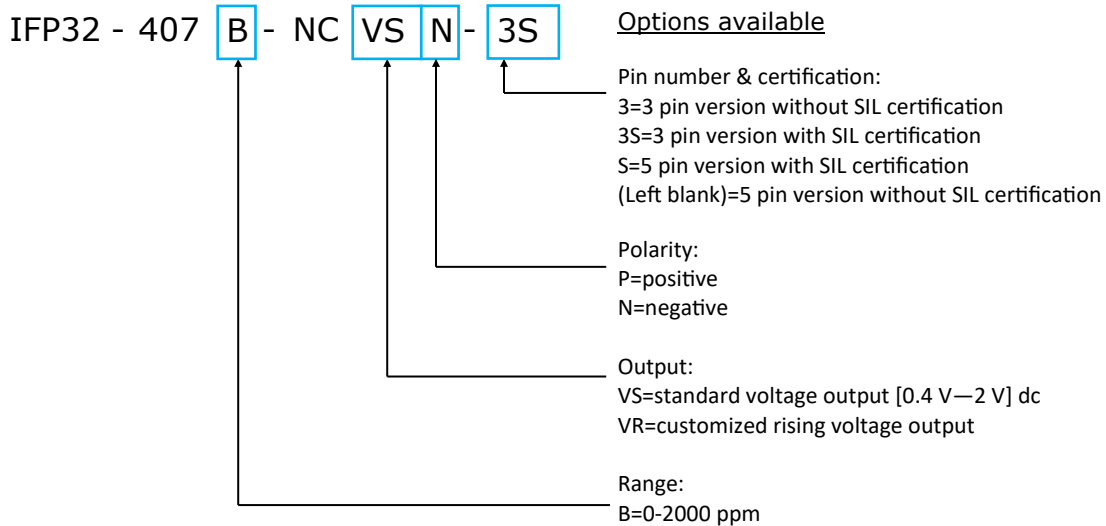 IFP32 - 407 B - NC VS N - 3S
Options available
Pin number & certification:
3=3 pin version without SIL certification
3S=3 pin version with SIL certification
S=5 pin version with SIL certification
(Left blank)=5 pin version without SIL certification
Polarity:
P=positive
N=negative
Output:
VS=standard voltage output [0.4 V—2 V] dc
VR=customized rising voltage output
Range:
B=0-2000 ppm